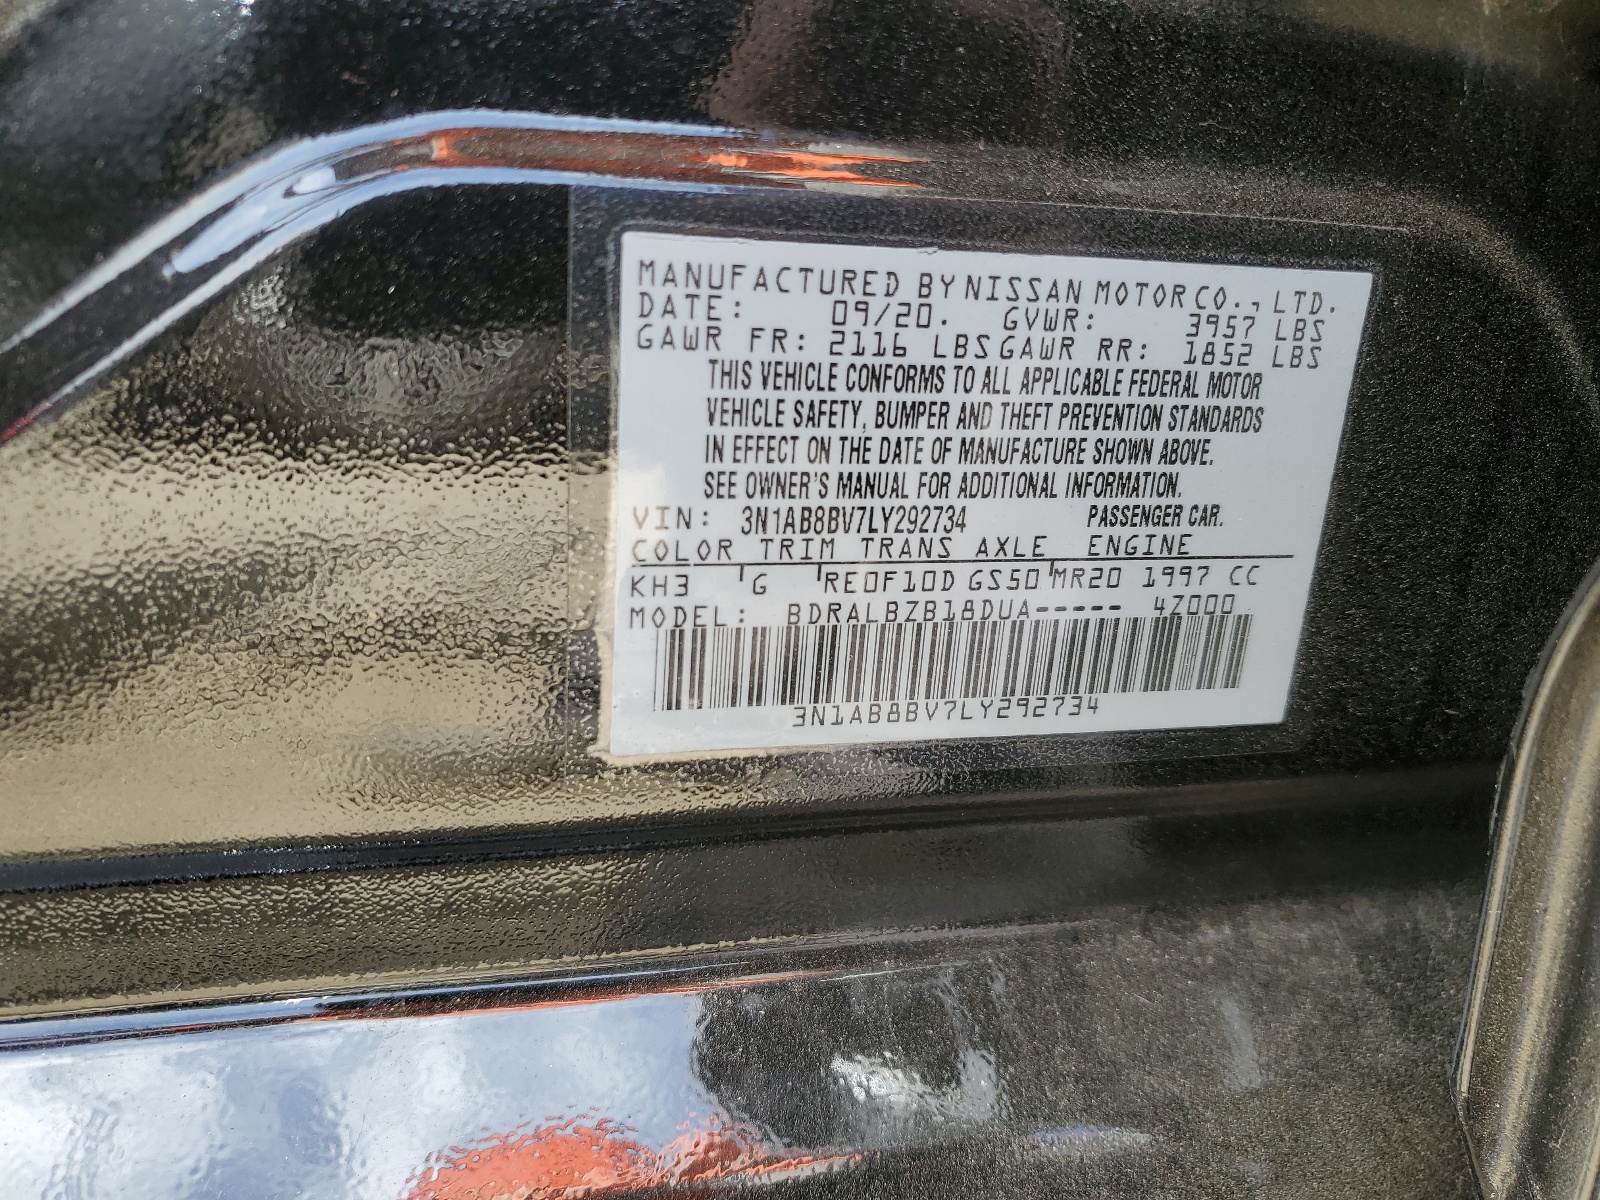 MANUFACTURED BY NISSAN MOTOR CO., LTD.
DATE: 09/20. GVWR: 3957 LBS
GAWR FR: 2116 LBS GAWR RR: 1852 LBS
THIS VEHICLE CONFORMS TO ALL APPLICABLE FEDERAL MOTOR
VEHICLE SAFETY, BUMPER AND THEFT PREVENTION STANDARDS
IN EFFECT ON THE DATE OF MANUFACTURE SHOWN ABOVE.
SEE OWNER'S MANUAL FOR ADDITIONAL INFORMATION.
VIN: 3N1AB8BV7LY292734 PASSENGER CAR.
COLOR TRIM TRANS AXLE ENGINE
KH3 G RE0F10D GS50 MR20 1997 CC
MODEL: BDRALBZB18DUA----- 4Z000
3N1AB8BV7LY292734